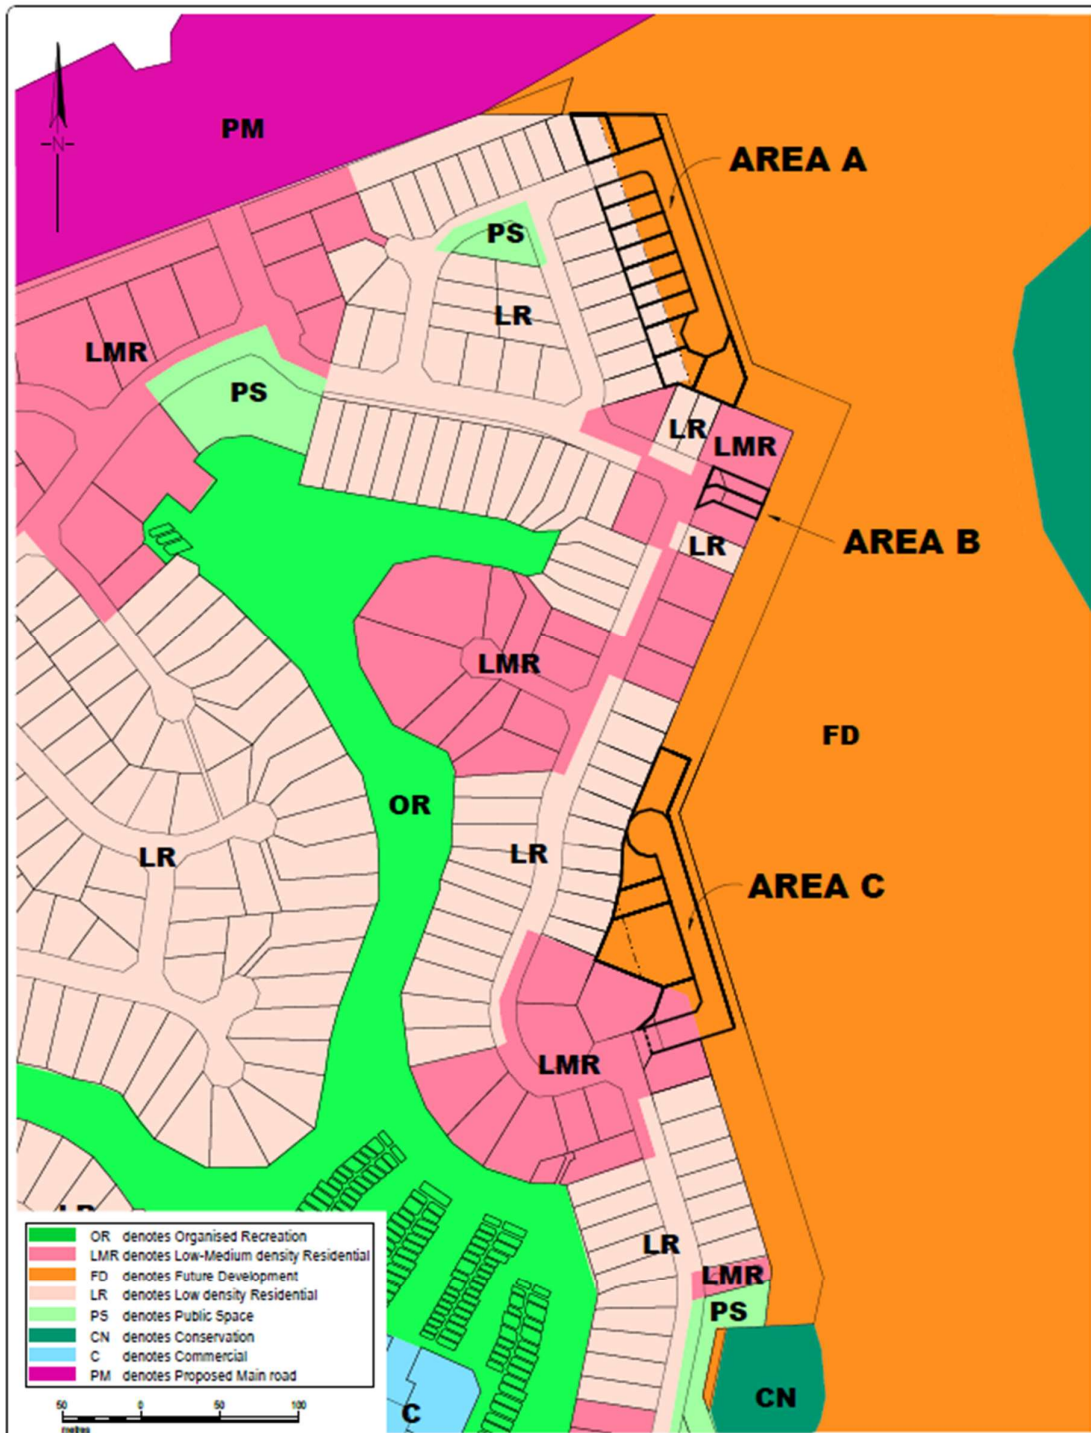 N
PM
AREA A
PS
LR
LMR
PS
LR
LMR
AREA B
LR
LMR
FD
OR
LR
LR
AREA C
LMR
LR
LR
LMR
PS
CN
C
OR denotes Organised Recreation
LMR denotes Low-Medium density Residential
FD denotes Future Development
LR denotes Low density Residential
PS denotes Public Space
CN denotes Conservation
C denotes Commercial
PM denotes Proposed Main road
50 0 50 100
metres